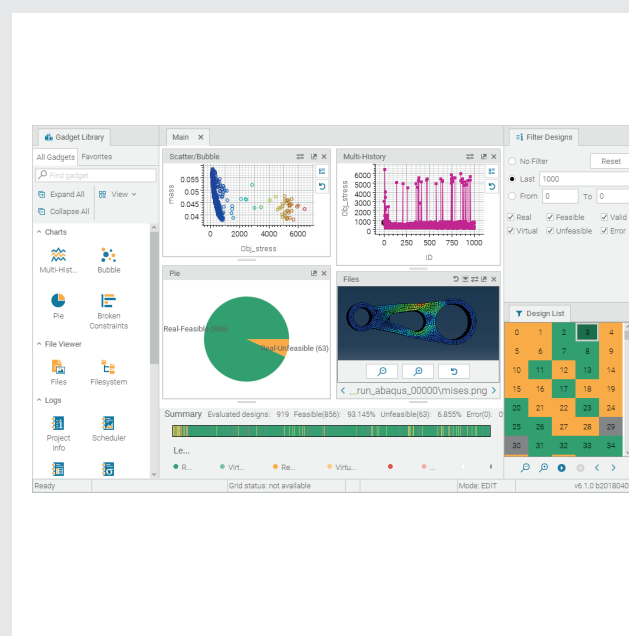 Gadget Library
All Gadgets Favorites
Find gadget
Expand All View
Collapse All
Charts
Multi-Hist... Bubble
Pie Broken Constraints
File Viewer
Files Filesystem
Logs
Project Info Scheduler
Main
Scatter/Bubble
mass
0.055
0.05
0.045
0.04
0 2000 4000 6000
Obj_stress
Multi-History
Obj_stress
6000
5000
4000
3000
2000
1000
0
0 250 500 750 1000
ID
Pie
Real-Feasible
Real-Unfeasible (63)
Files
...run_abaqus_00000\mises.png
Summary Evaluated designs: 919 Feasible(856): 93.145% Unfeasible(63): 6.855% Error(0): 0
Le...
R... Virt... Re... Virtu...
Filter Designs
No Filter Reset
Last 1000
From 0 To 0
Real Feasible Valid
Virtual Unfeasible Error
Design List
0 1 2 3 4
5 6 7 8 9
10 11 12 13 14
15 16 17 18 19
20 21 22 23 24
25 26 27 28 29
30 31 32 33 34
Ready Grid status: not available Mode: EDIT v6.1.0 b2018040